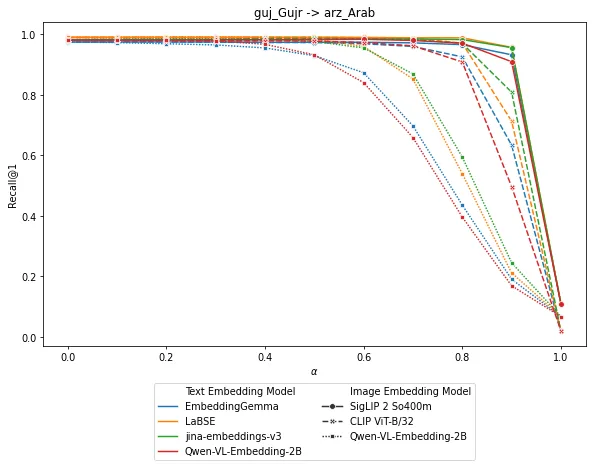 guj_Gujr -> arz_Arab
Recall@1
1.0
0.8
0.6
0.4
0.2
0.0
0.0 0.2 0.4 0.6 0.8 1.0
α
Text Embedding Model Image Embedding Model
EmbeddingGemma SigLIP 2 So400m
LaBSE CLIP ViT-B/32
jina-embeddings-v3 Qwen-VL-Embedding-2B
Qwen-VL-Embedding-2B